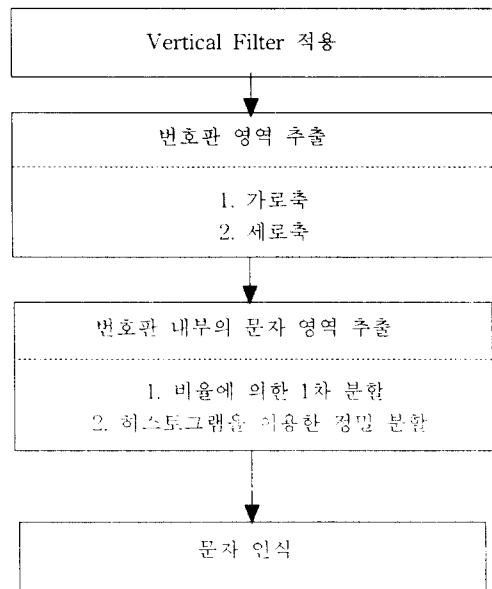 Vertical Filter 적용
번호판 영역 추출
1. 가로축
2. 세로축
번호판 내부의 문자 영역 추출
1. 비율에 의한 1차 분할
2. 히스토그램을 이용한 정밀 분할
문자 인식